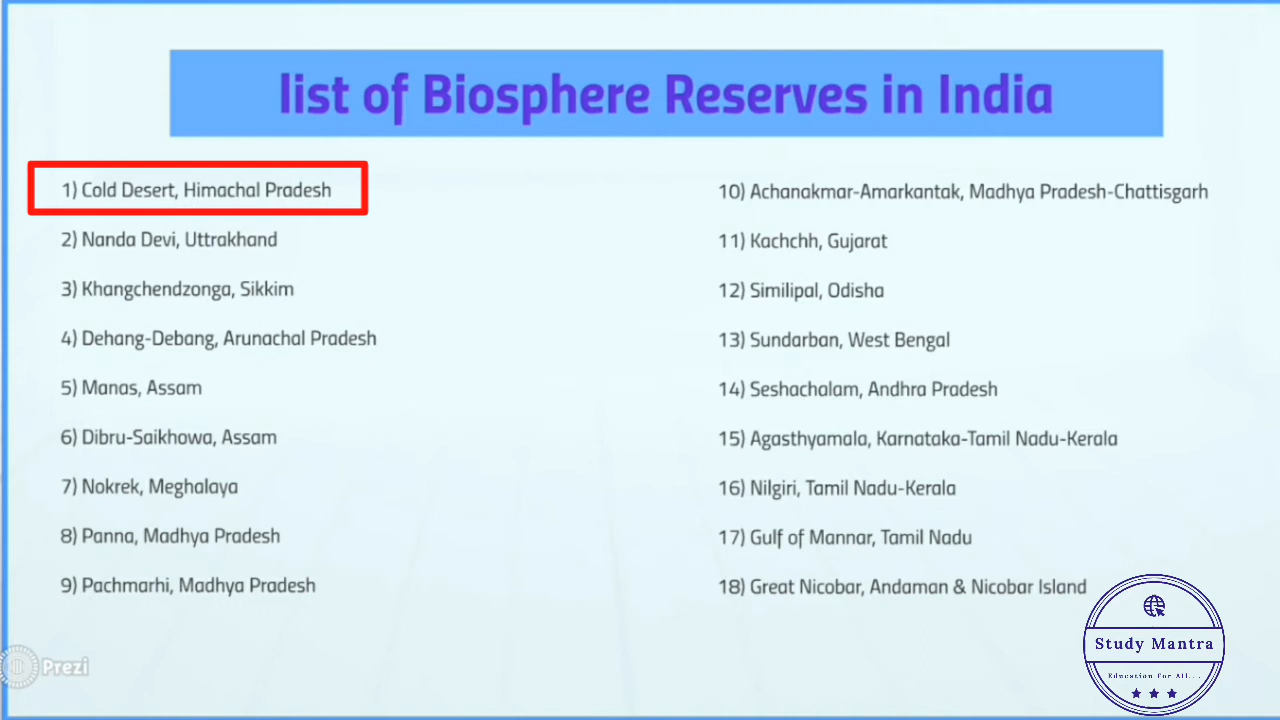 list of Biosphere Reserves in India
1) Cold Desert, Himachal Pradesh
2) Nanda Devi, Uttrakhand
3) Khangchendzonga, Sikkim
4) Dehang-Debang, Arunachal Pradesh
5) Manas, Assam
6) Dibru-Saikhowa, Assam
7) Nokrek, Meghalaya
8) Panna, Madhya Pradesh
9) Pachmarhi, Madhya Pradesh
10) Achanakmar-Amarkantak, Madhya Pradesh-Chattisgarh
11) Kachchh, Gujarat
12) Similipal, Odisha
13) Sundarban, West Bengal
14) Seshachalam, Andhra Pradesh
15) Agasthyamala, Karnataka-Tamil Nadu-Kerala
16) Nilgiri, Tamil Nadu-Kerala
17) Gulf of Mannar, Tamil Nadu
18) Great Nicobar, Andaman & Nicobar Island
Prezi
Study Mantra
Education for All...